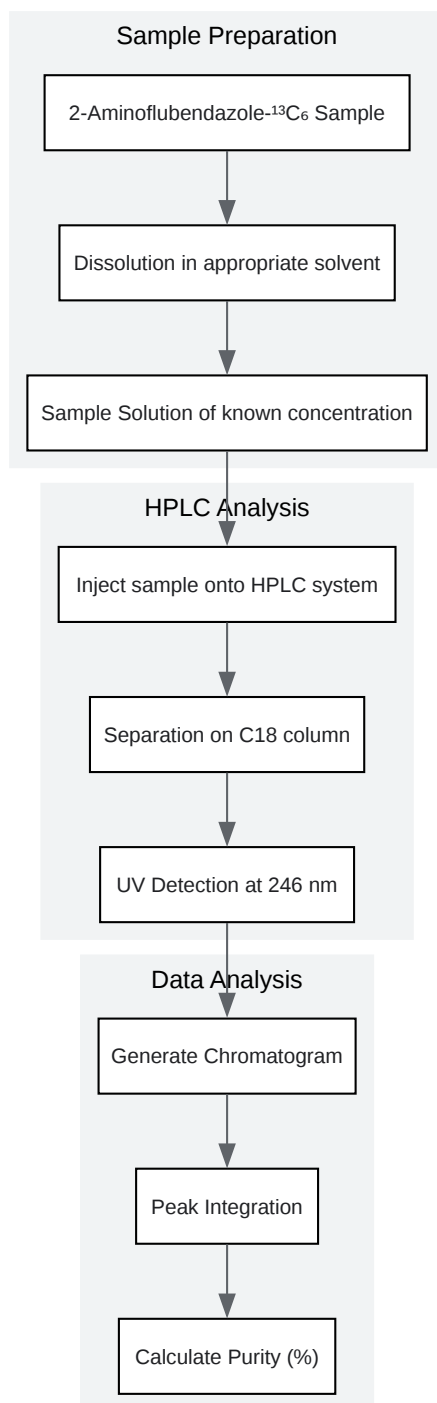 Sample Preparation
2-Aminoflubendazole-¹³C₆ Sample
Dissolution in appropriate solvent
Sample Solution of known concentration
HPLC Analysis
Inject sample onto HPLC system
Separation on C18 column
UV Detection at 246 nm
Data Analysis
Generate Chromatogram
Peak Integration
Calculate Purity (%)